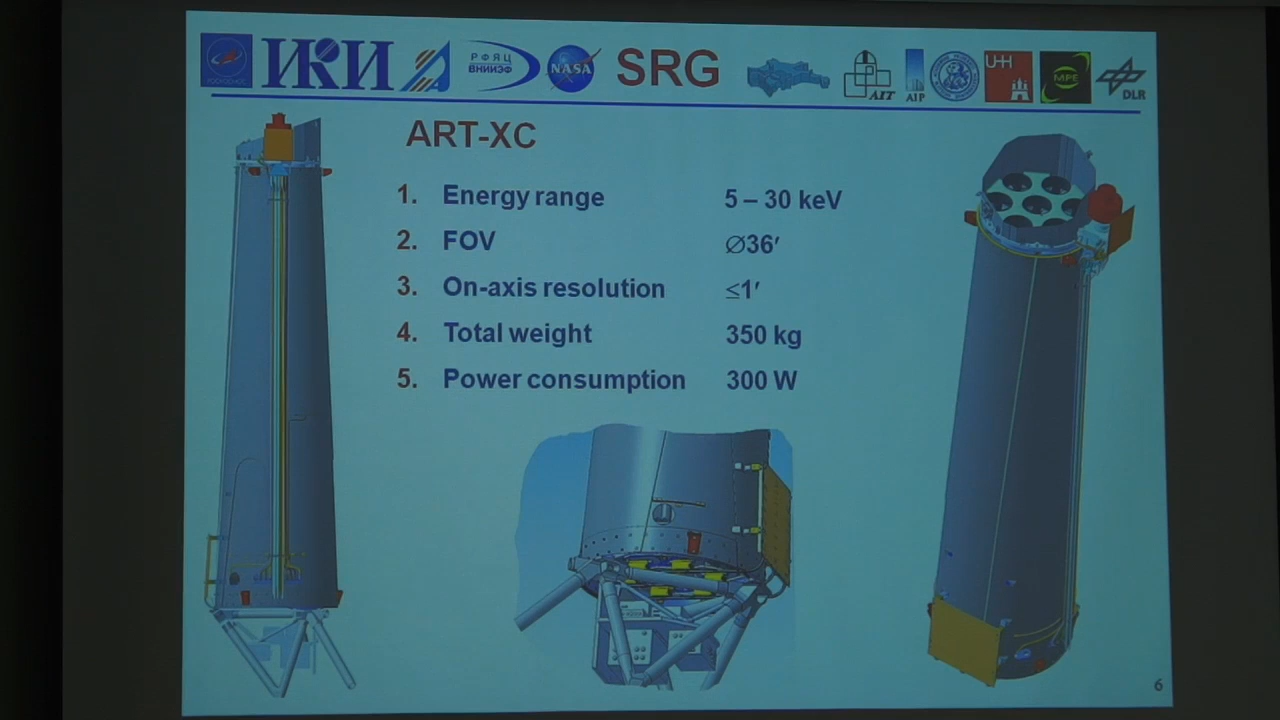 ИКИ
РФЯЦ
ВНИИЭФ
NASA
SRG
AIT
AIP
UH
MPE
DLR
ART-XC
1. Energy range 5 – 30 keV
2. FOV Ø36′
3. On-axis resolution ≤1′
4. Total weight 350 kg
5. Power consumption 300 W
6